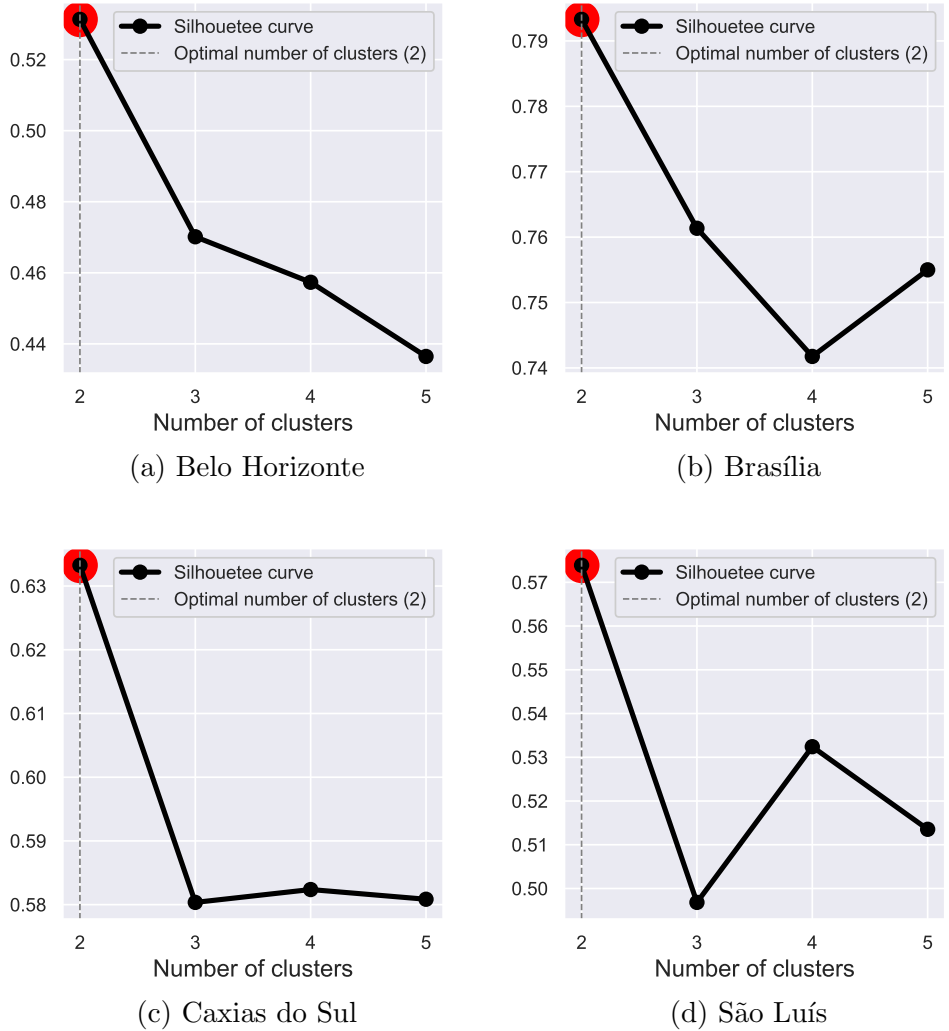 Silhouetee curve
Optimal number of clusters (2)
0.52
0.50
0.48
0.46
0.44
2 3 4 5
Number of clusters
(a) Belo Horizonte
Silhouetee curve
Optimal number of clusters (2)
0.79
0.78
0.77
0.76
0.75
0.74
2 3 4 5
Number of clusters
(b) Brasília
Silhouetee curve
Optimal number of clusters (2)
0.63
0.62
0.61
0.60
0.59
0.58
2 3 4 5
Number of clusters
(c) Caxias do Sul
Silhouetee curve
Optimal number of clusters (2)
0.57
0.56
0.55
0.54
0.53
0.52
0.51
0.50
2 3 4 5
Number of clusters
(d) São Luís